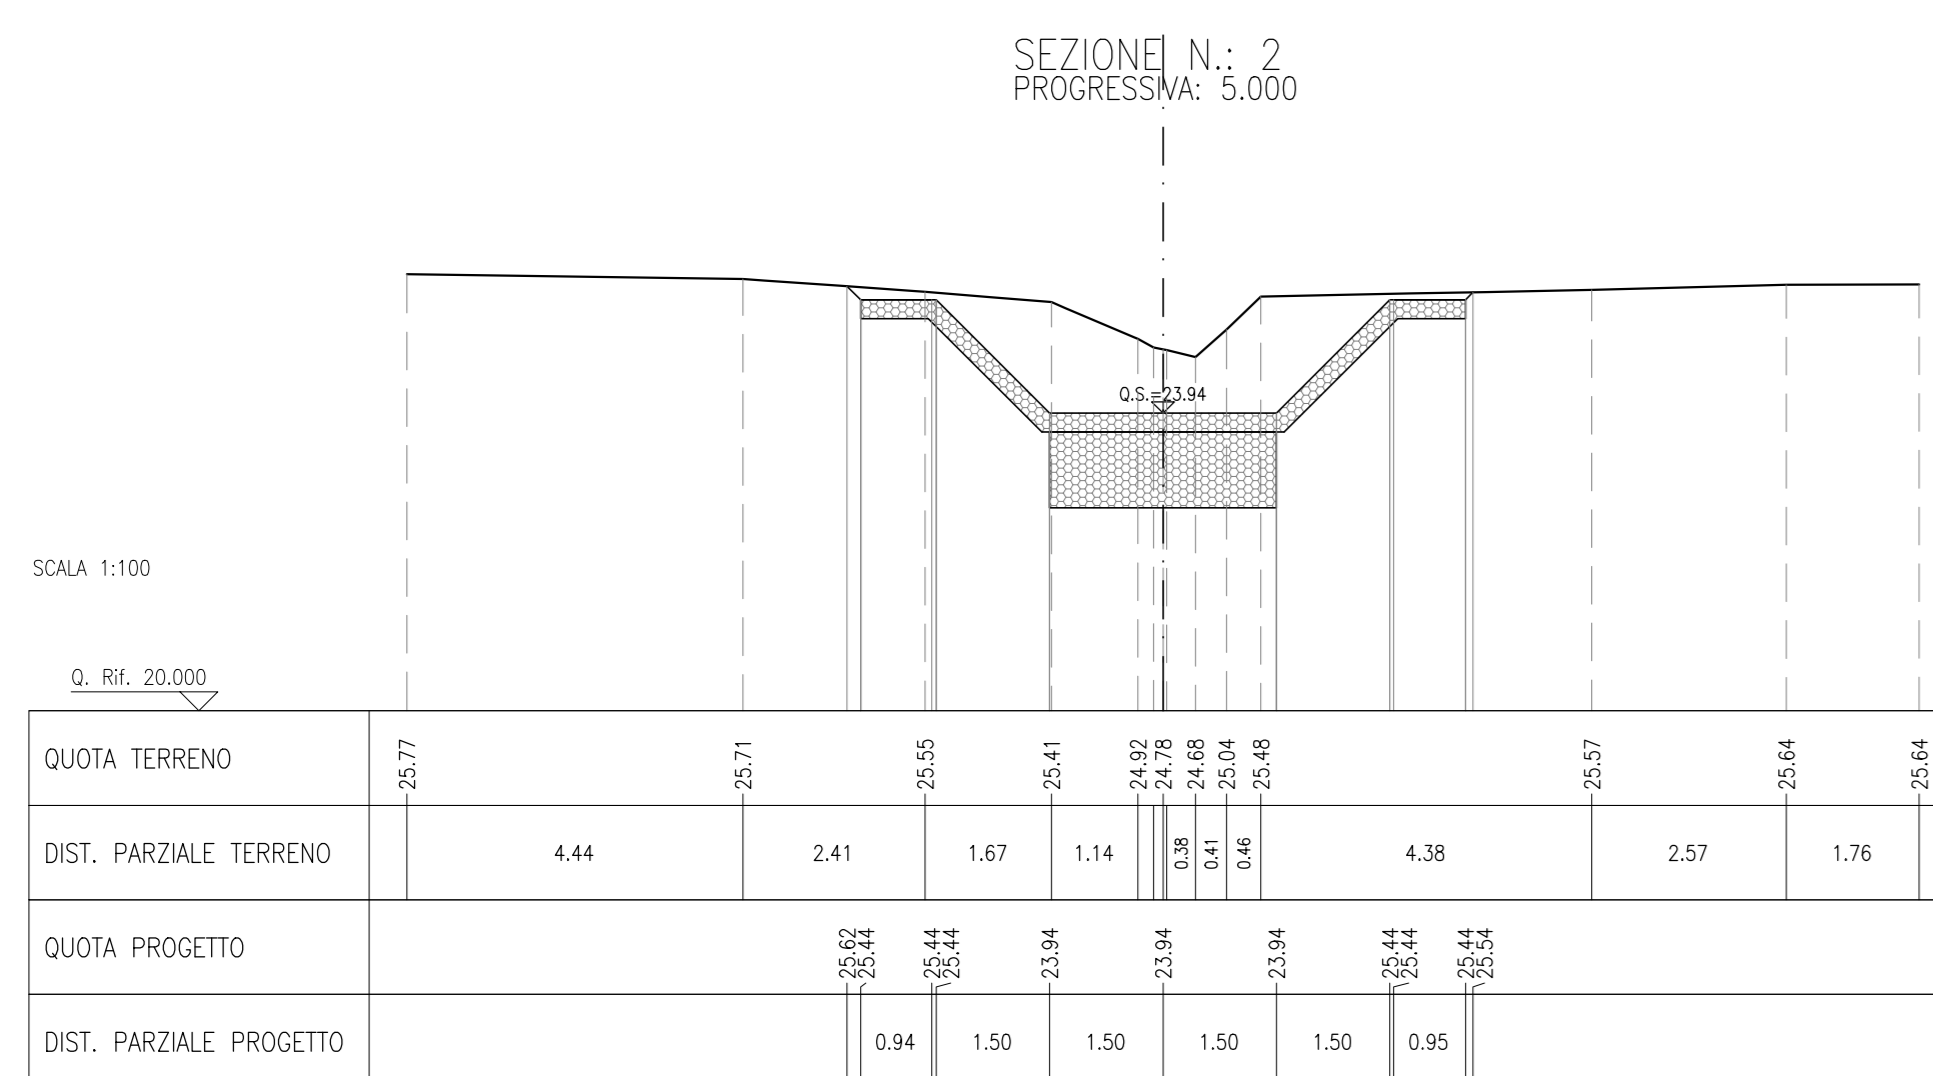 SEZIONE N.: 2
PROGRESSIVA: 5.000
Q.S.=23.94
SCALA 1:100
Q. Rif. 20.000
QUOTA TERRENO 25.77 25.71 25.55 25.41 24.92 24.78 24.68 25.04 25.48 25.57 25.64 25.64
DIST. PARZIALE TERRENO 4.44 2.41 1.67 1.14 0.38 0.41 0.46 4.38 2.57 1.76
QUOTA PROGETTO 25.62 25.44 25.44 25.44 23.94 23.94 23.94 25.44 25.44 25.44 25.54
DIST. PARZIALE PROGETTO 0.94 1.50 1.50 1.50 1.50 0.95